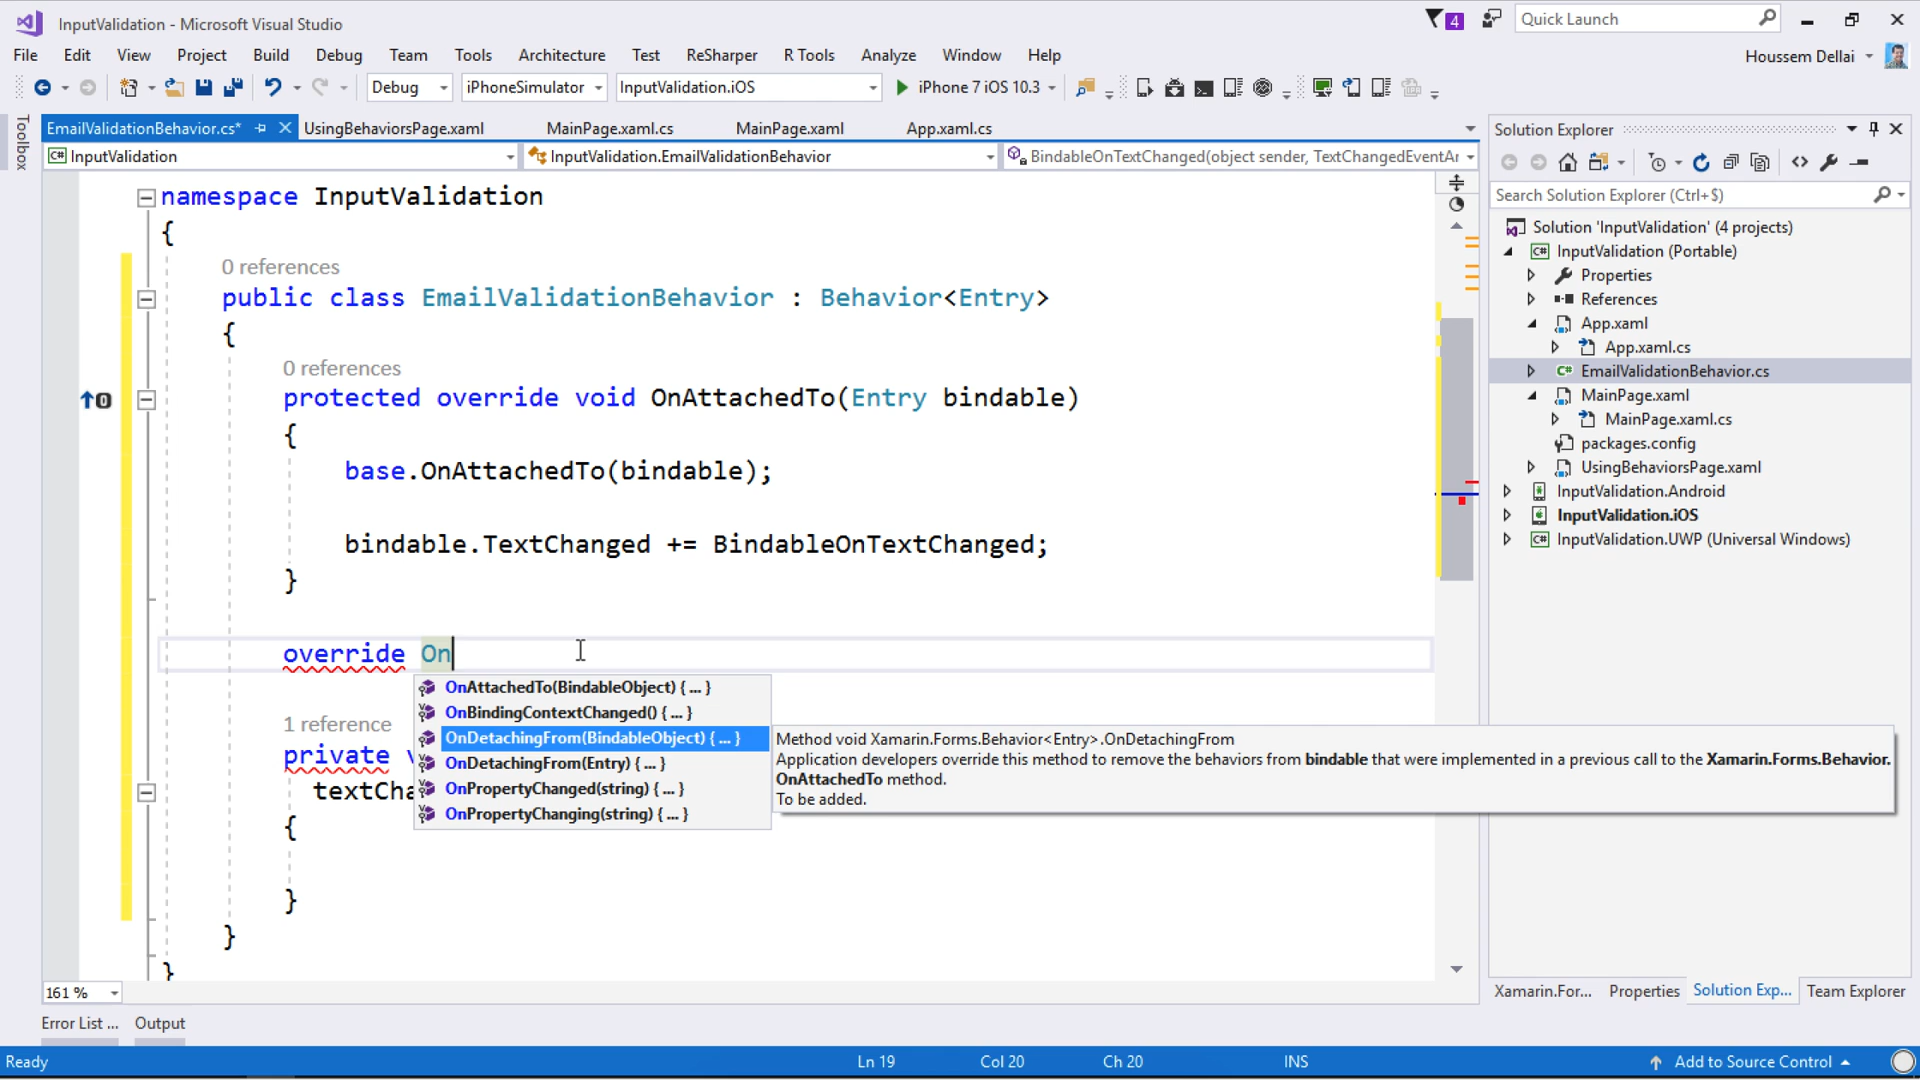 InputValidation - Microsoft Visual Studio
4
Quick Launch
File Edit View Project Build Debug Team Tools Architecture Test ReSharper R Tools Analyze Window Help
Houssem Dellai
Debug iPhoneSimulator InputValidation.iOS iPhone 7 iOS 10.3
Toolbox
EmailValidationBehavior.cs* UsingBehaviorsPage.xaml MainPage.xaml.cs MainPage.xaml App.xaml.cs
C# InputValidation InputValidation.EmailValidationBehavior BindableOnTextChanged(object sender, TextChangedEventAr
namespace InputValidation
{
0 references
public class EmailValidationBehavior : Behavior<Entry>
{
0 references
protected override void OnAttachedTo(Entry bindable)
{
base.OnAttachedTo(bindable);
bindable.TextChanged += BindableOnTextChanged;
}
override On
OnAttachedTo(BindableObject) { ... }
OnBindingContextChanged() { ... }
OnDetachingFrom(BindableObject) { ... }
OnDetachingFrom(Entry) { ... }
OnPropertyChanged(string) { ... }
OnPropertyChanging(string) { ... }
Method void Xamarin.Forms.Behavior<Entry>.OnDetachingFrom
Application developers override this method to remove the behaviors from bindable that were implemented in a previous call to the Xamarin.Forms.Behavior.
OnAttachedTo method.
To be added.
1 reference
private v
textCha
{
}
}
}
161 %
Solution Explorer
Search Solution Explorer (Ctrl+$)
Solution 'InputValidation' (4 projects)
C# InputValidation (Portable)
Properties
References
App.xaml
App.xaml.cs
C# EmailValidationBehavior.cs
MainPage.xaml
MainPage.xaml.cs
packages.config
UsingBehaviorsPage.xaml
InputValidation.Android
InputValidation.iOS
C# InputValidation.UWP (Universal Windows)
Xamarin.For... Properties Solution Exp... Team Explorer
Error List ... Output
Ready Ln 19 Col 20 Ch 20 INS Add to Source Control